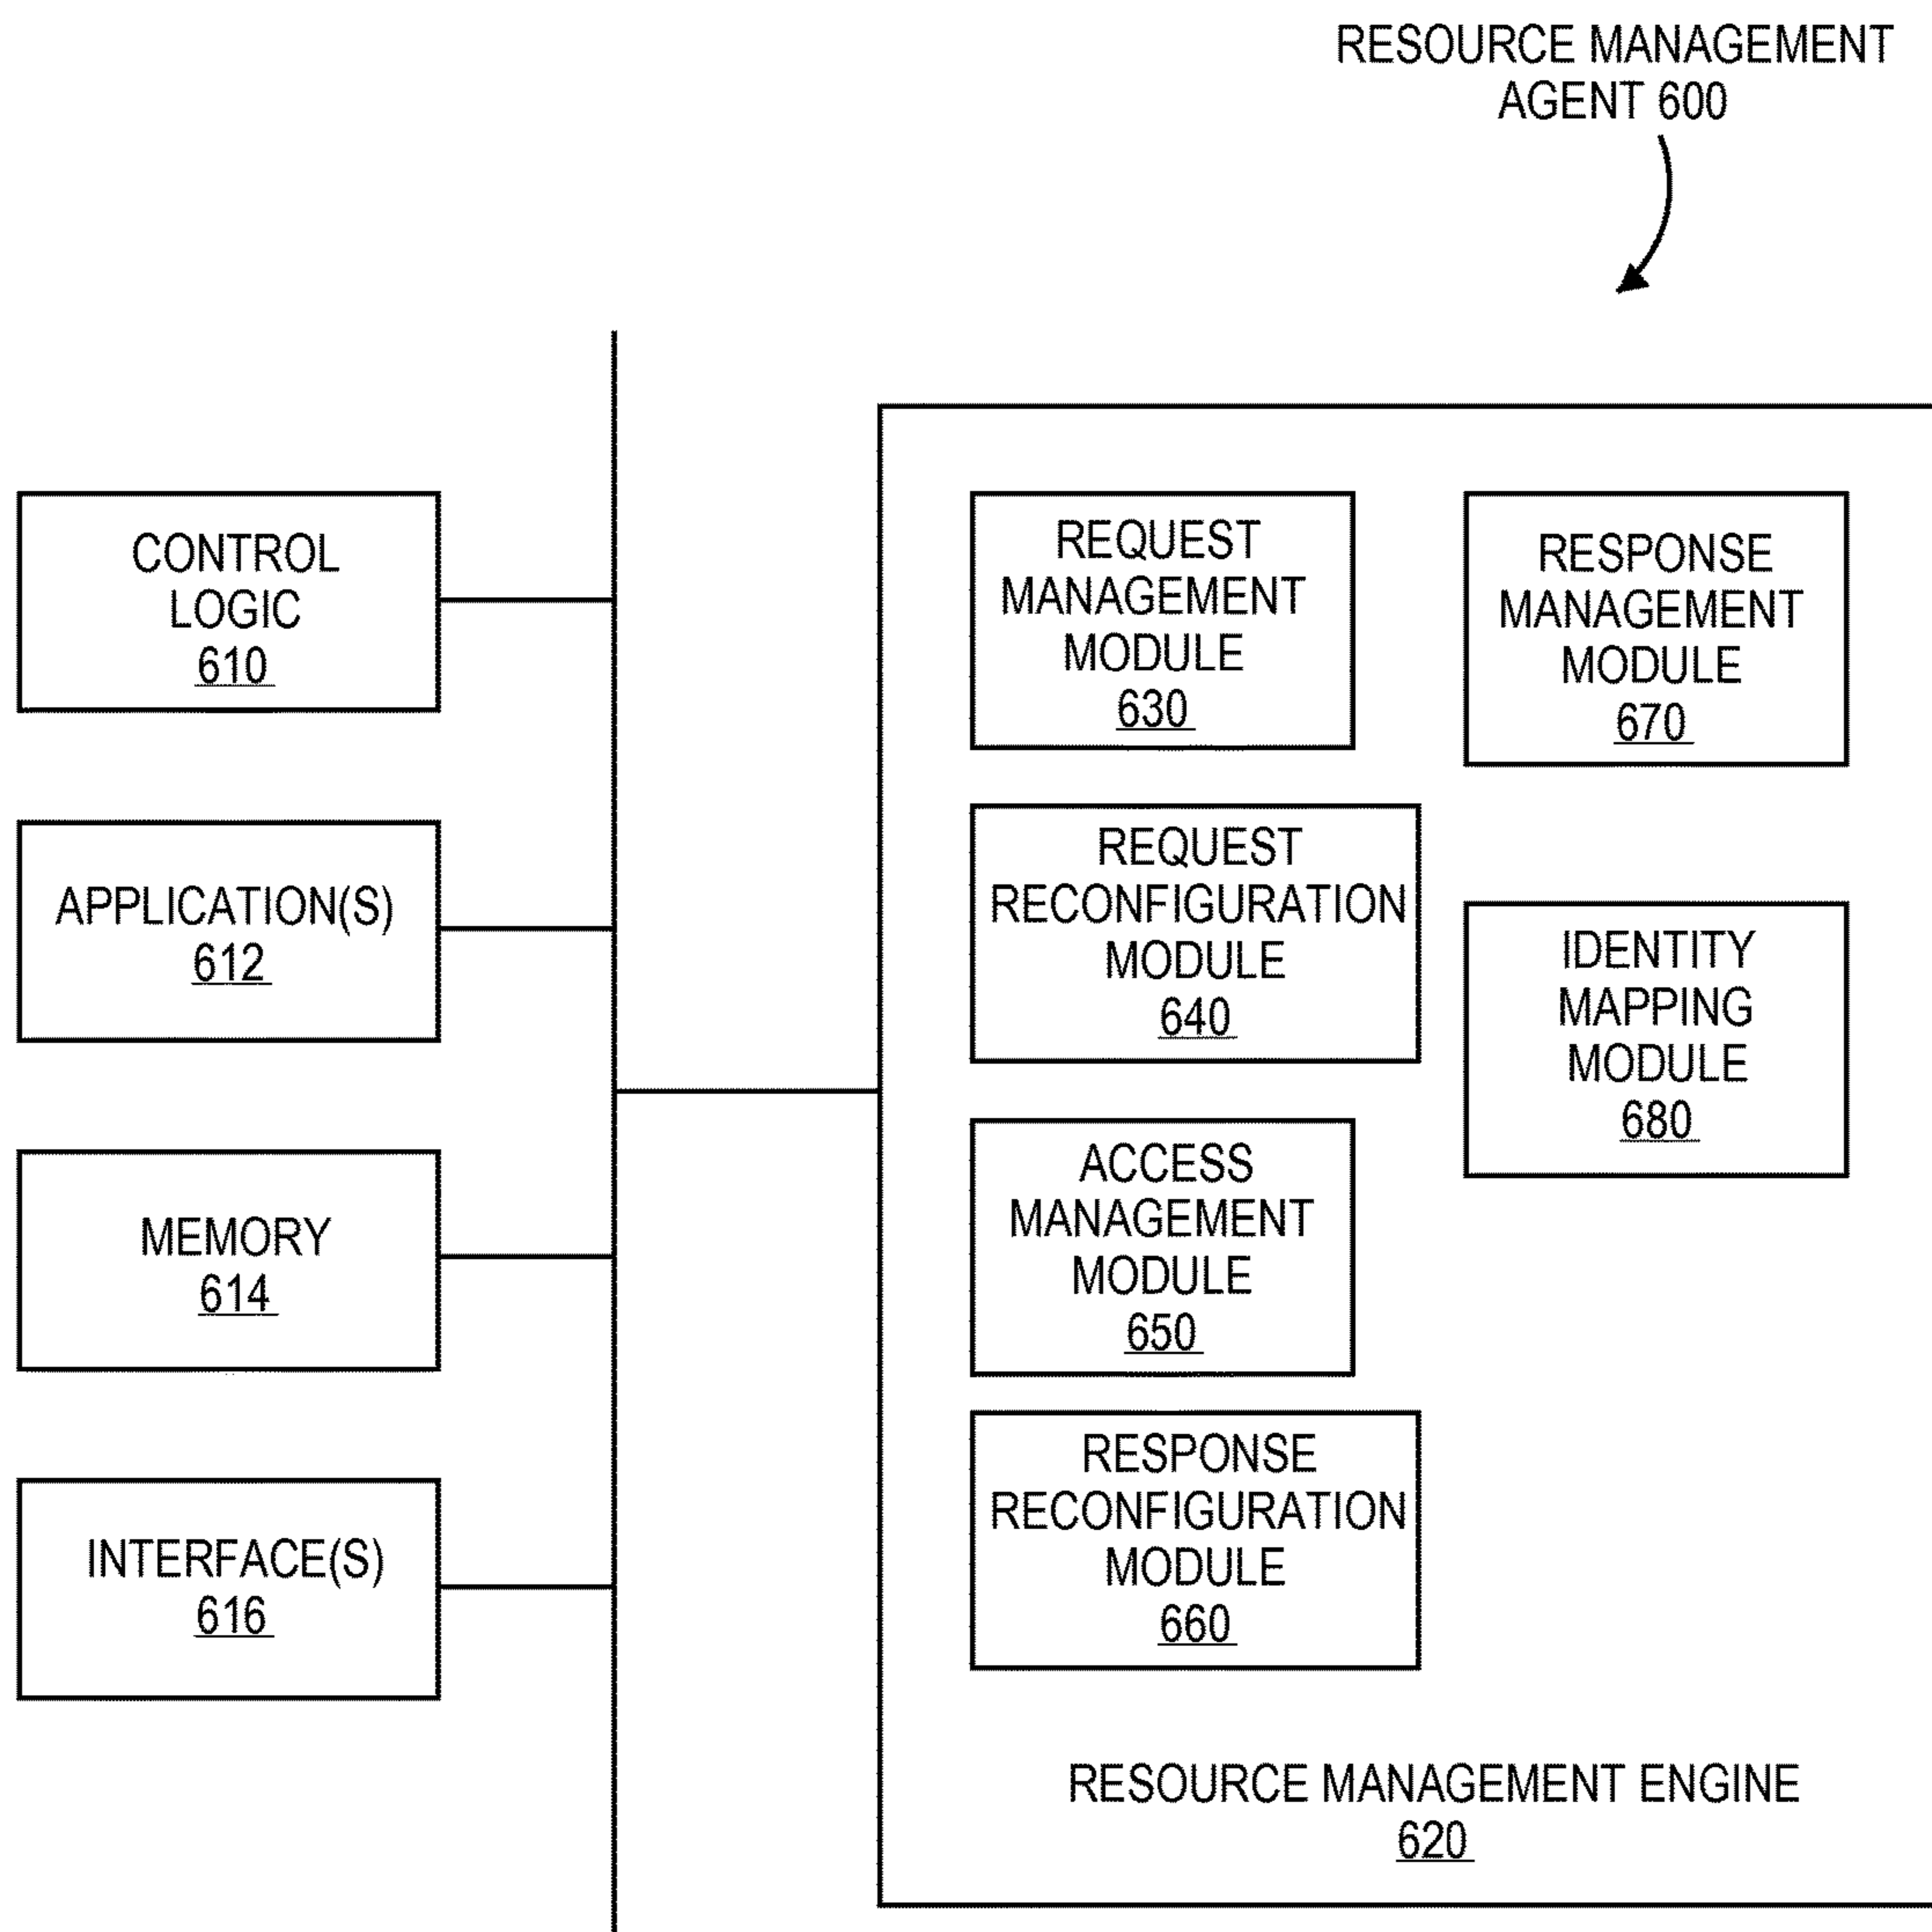 RESOURCE MANAGEMENT
AGENT 600
CONTROL
LOGIC
610
APPLICATION(S)
612
MEMORY
614
INTERFACE(S)
616
REQUEST
MANAGEMENT
MODULE
630
REQUEST
RECONFIGURATION
MODULE
640
ACCESS
MANAGEMENT
MODULE
650
RESPONSE
RECONFIGURATION
MODULE
660
RESPONSE
MANAGEMENT
MODULE
670
IDENTITY
MAPPING
MODULE
680
RESOURCE MANAGEMENT ENGINE
620